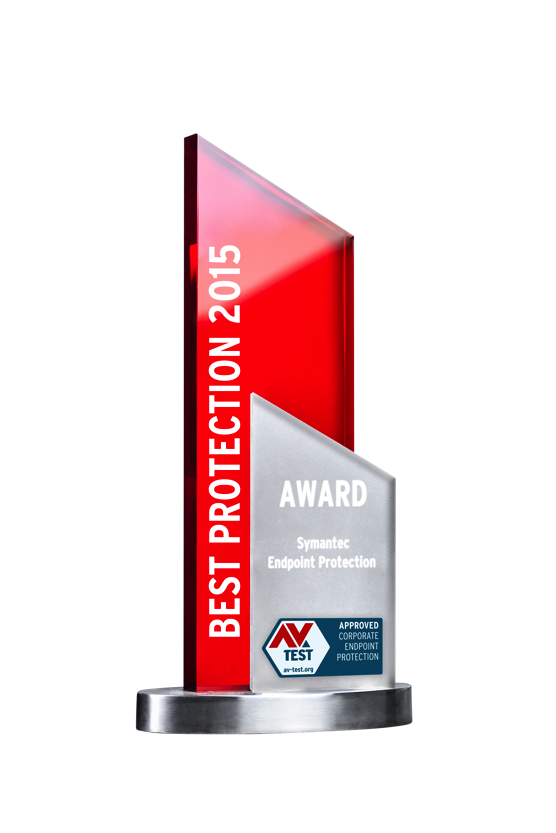 BEST PROTECTION 2015
AWARD
Symantec
Endpoint Protection
AV
TEST
av-test.org
APPROVED
CORPORATE
ENDPOINT
PROTECTION